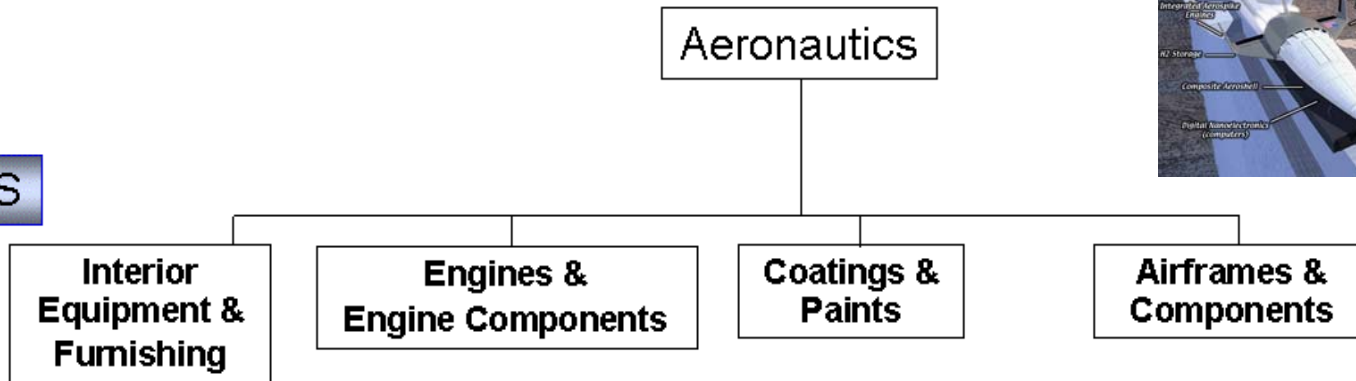 Aeronautics
Integrated Aerospike
Engines
H2 Storage
Composite Aeroshell
Digital Nanoelectronics
(computers)
S
Interior
Equipment &
Furnishing
Engines &
Engine Components
Coatings &
Paints
Airframes &
Components